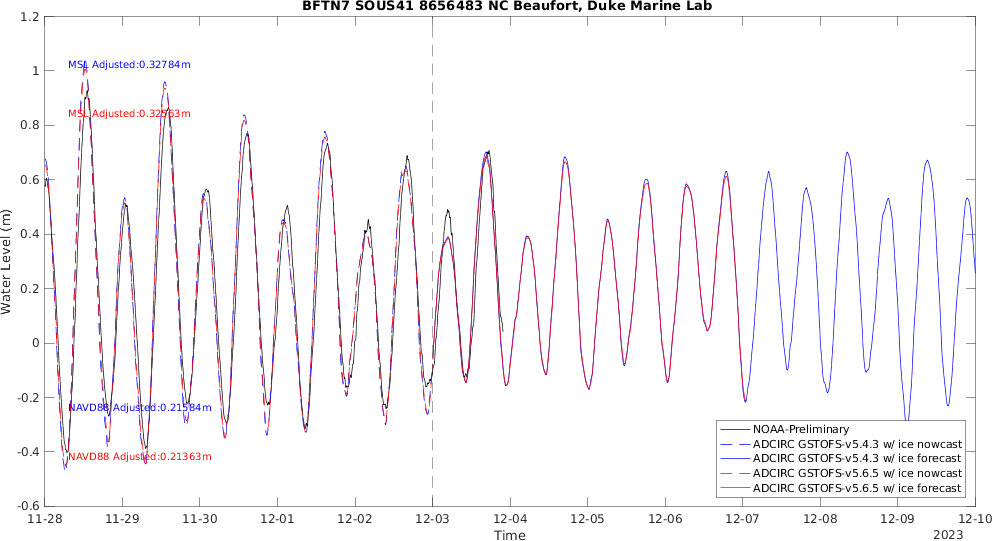 BFTN7 SOUS41 8656483 NC Beaufort, Duke Marine Lab
1.2
1
0.8
0.6
0.4
0.2
0
-0.2
-0.4
-0.6
Water Level (m)
MSL Adjusted:0.32784m
MSL Adjusted:0.32563m
NAVD88 Adjusted:0.21584m
NAVD88 Adjusted:0.21363m
NOAA-Preliminary
ADCIRC GSTOFS-v5.4.3 w/ ice nowcast
ADCIRC GSTOFS-v5.4.3 w/ ice forecast
ADCIRC GSTOFS-v5.6.5 w/ ice nowcast
ADCIRC GSTOFS-v5.6.5 w/ ice forecast
11-28 11-29 11-30 12-01 12-02 12-03 12-04 12-05 12-06 12-07 12-08 12-09 12-10
Time
2023